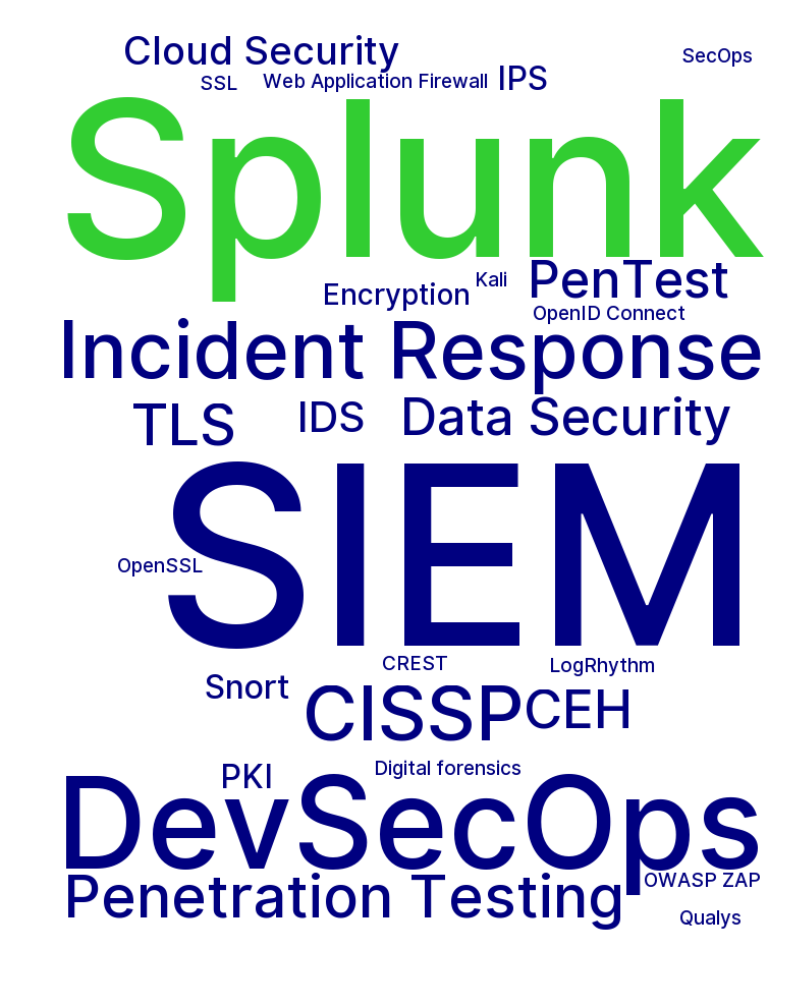 Cloud Security
SecOps
SSL
Web Application Firewall
IPS
Splunk
Encryption
Kali
PenTest
OpenID Connect
Incident Response
TLS
IDS
Data Security
SIEM
OpenSSL
CREST
LogRhythm
Snort
CISSP
CEH
PKI
Digital forensics
DevSecOps
Penetration Testing
OWASP ZAP
Qualys